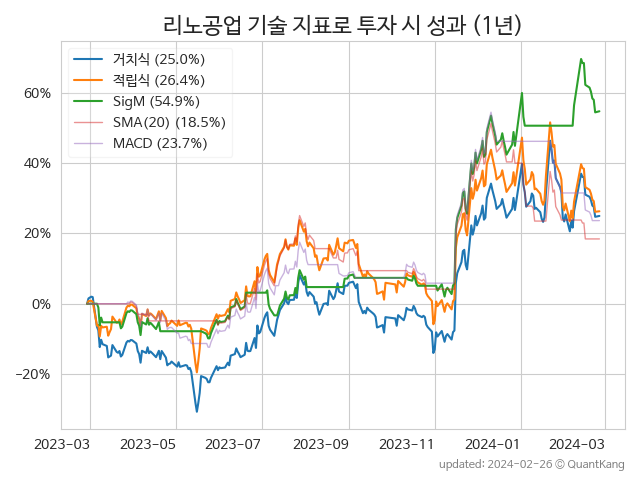 리노공업 기술 지표로 투자 시 성과 (1년)
거치식 (25.0%)
적립식 (26.4%)
SigM (54.9%)
SMA(20) (18.5%)
MACD (23.7%)
60%
40%
20%
0%
−20%
2023−03 2023−05 2023−07 2023−09 2023−11 2024−01 2024−03
updated: 2024−02−26 ⓒ QuantKang